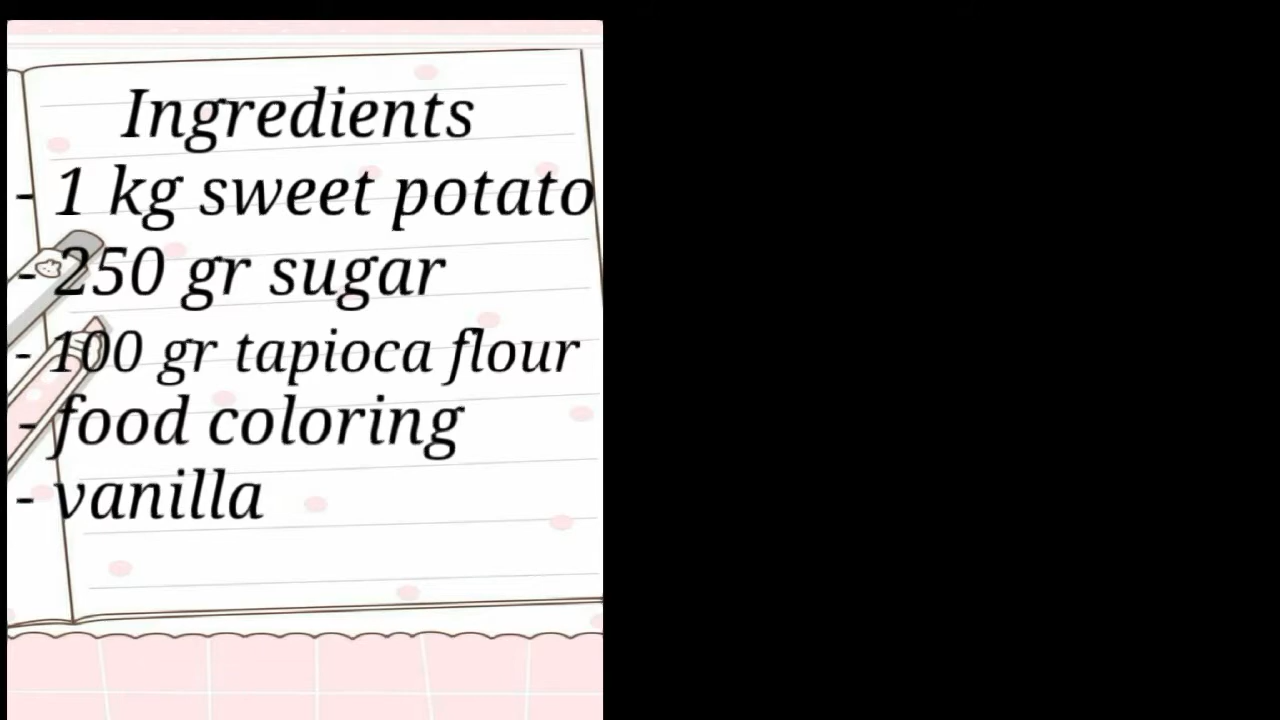 Ingredients
- 1 kg sweet potato
- 250 gr sugar
- 100 gr tapioca flour
- food coloring
- vanilla